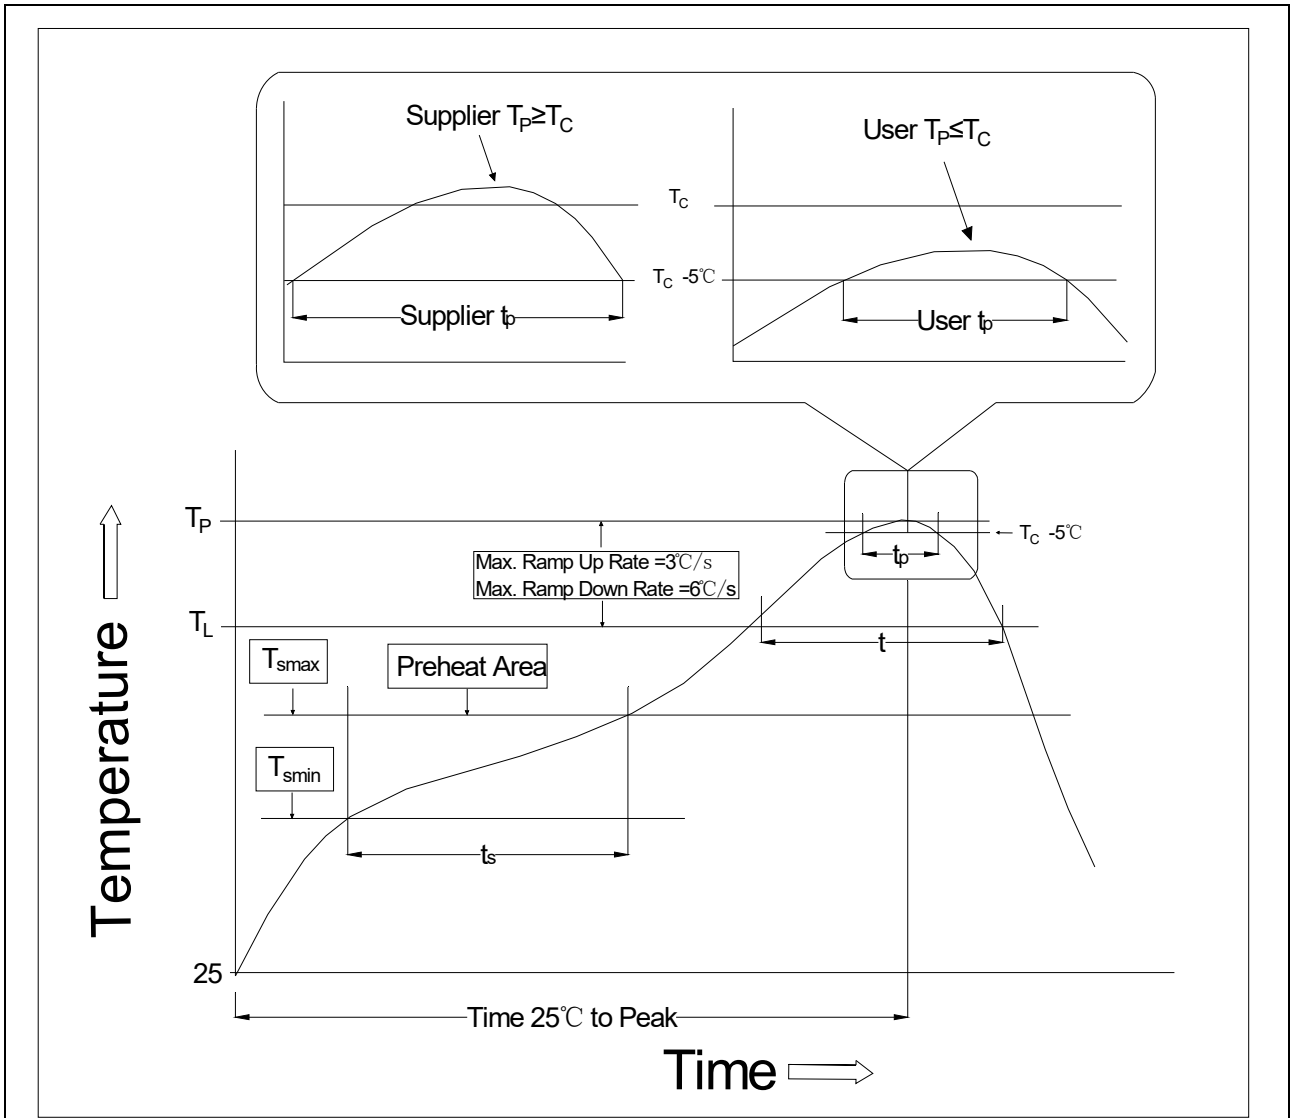 Supplier TP≥TC
User TP≤TC
TC
TC -5℃
Supplier tp
User tp
TP
TC -5℃
tp
Max. Ramp Up Rate =3℃/s
Max. Ramp Down Rate =6℃/s
TL
t
Tsmax
Preheat Area
Tsmin
ts
Temperature
25
Time 25℃ to Peak
Time